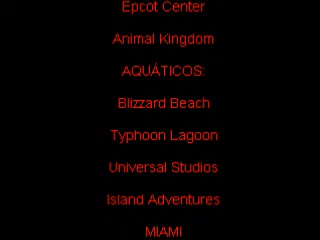 Epcot Center
Animal Kingdom
AQUÁTICOS:
Blizzard Beach
Typhoon Lagoon
Universal Studios
Island Adventures
MIAMI